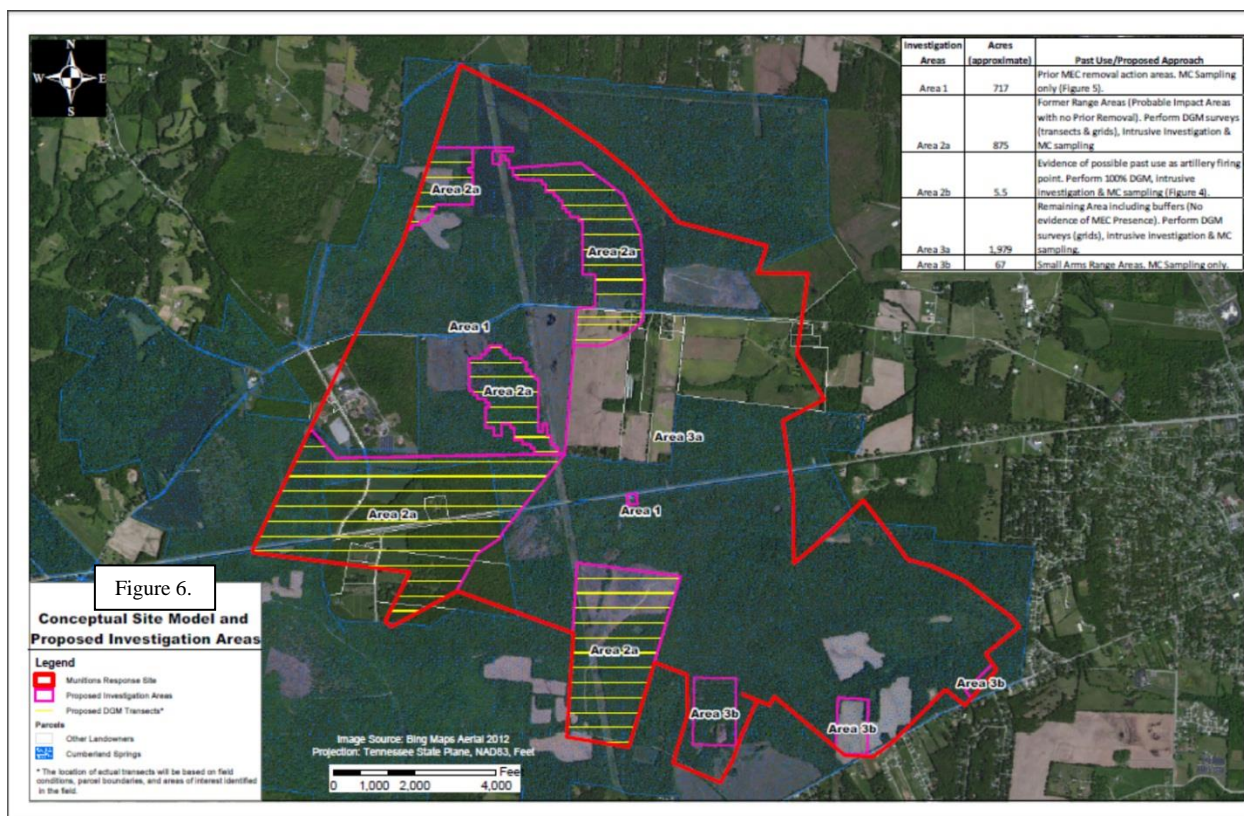 N
W E
S
Investigation Areas Acres (approximate) Past Use/Proposed Approach
Area 1 717 Prior MEC removal action areas. MC Sampling only (Figure 5).
Area 2a 875 Former Range Areas (Probable Impact Areas with no Prior Removal). Perform DGM surveys (transects & grids), Intrusive Investigation & MC sampling
Area 2b 5.5 Evidence of possible past use as artillery firing point. Perform 100% DGM, intrusive investigation & MC sampling (Figure 4).
Area 3a 1,979 Remaining Area including buffers (No evidence of MEC Presence). Perform DGM surveys (grids), intrusive investigation & MC sampling.
Area 3b 67 Small Arms Range Areas. MC Sampling only.
Area 2a
Area 2a
Area 1
Area 2a
Area 3a
Area 1
Area 2a
Area 2a
Area 3b
Area 3b
Area 3b
Figure 6.
Conceptual Site Model and
Proposed Investigation Areas
Legend
Munitions Response Site
Proposed Investigation Areas
Proposed DGM Transects*
Parcels
Other Landowners
Cumberland Springs
* The location of actual transects will be based on field
conditions, parcel boundaries, and areas of interest identified
in the field.
Image Source: Bing Maps Aerial 2012
Projection: Tennessee State Plane, NAD83, Feet
Fee
0 1,000 2,000 4,000